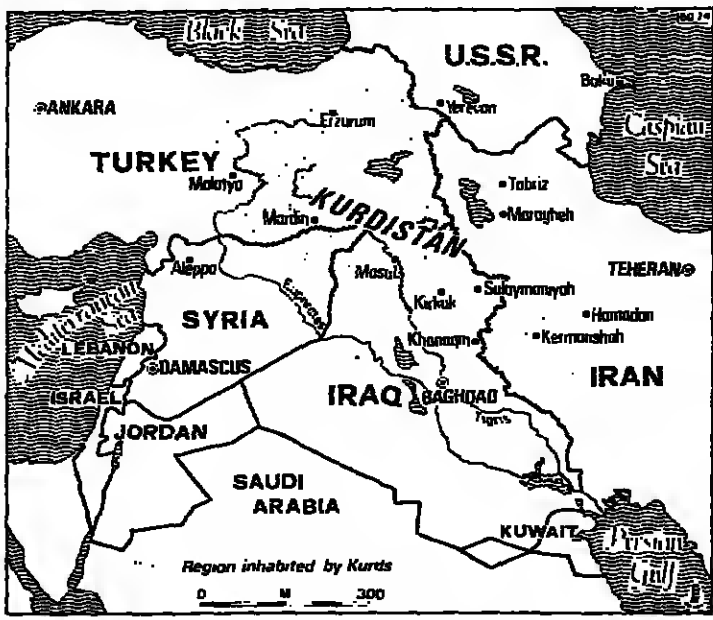 Black Sea
U.S.S.R.
Baku
ANKARA
Erzurum
Yerevan
Caspian
Sea
TURKEY
Malatya
Tabriz
KURDISTAN
Mardin
Maragheh
Aleppo
Mosul
TEHERAN
Euphrates
Kirkuk
Sulaymaniyah
Mediterranean
Sea
SYRIA
Hamadan
LEBANON
Khanaqin
Kermanshah
DAMASCUS
ISRAEL
IRAQ
BAGHDAD
IRAN
Tigris
JORDAN
SAUDI
ARABIA
KUWAIT
Persian
Gulf
Region inhabited by Kurds
0 M 300